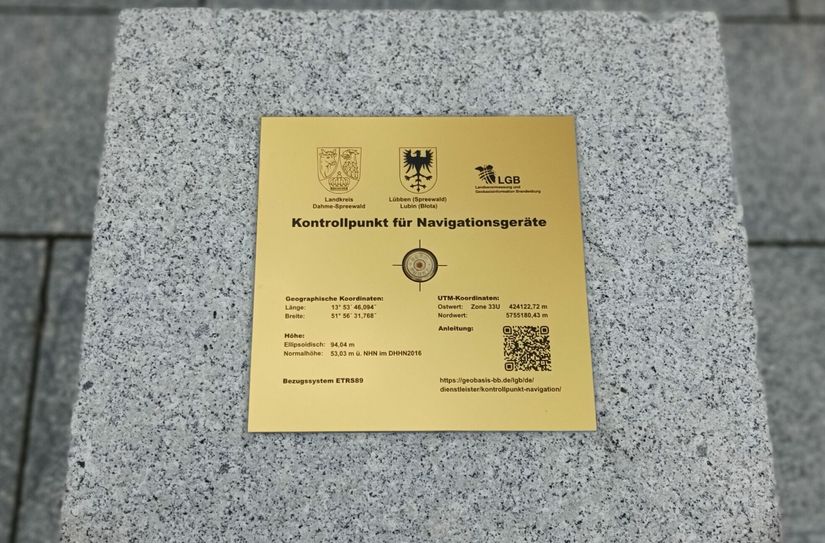 Landkreis
Dahme-Spreewald
Lübben (Spreewald)
Lubin (Błota)
LGB
Landesvermessung und
Geobasisinformation Brandenburg
Kontrollpunkt für Navigationsgeräte
Geographische Koordinaten:
Länge: 13° 53´ 46,094˝
Breite: 51° 56´ 31,768˝
UTM-Koordinaten:
Ostwert: Zone 33U 424122,72 m
Nordwert: 5755180,43 m
Anleitung:
Höhe:
Ellipsoidisch: 94,04 m
Normalhöhe: 53,03 m ü. NHN im DHHN2016
Bezugssystem ETRS89
https://geobasis-bb.de/lgb/de/
dienstleister/kontrollpunkt-navigation/